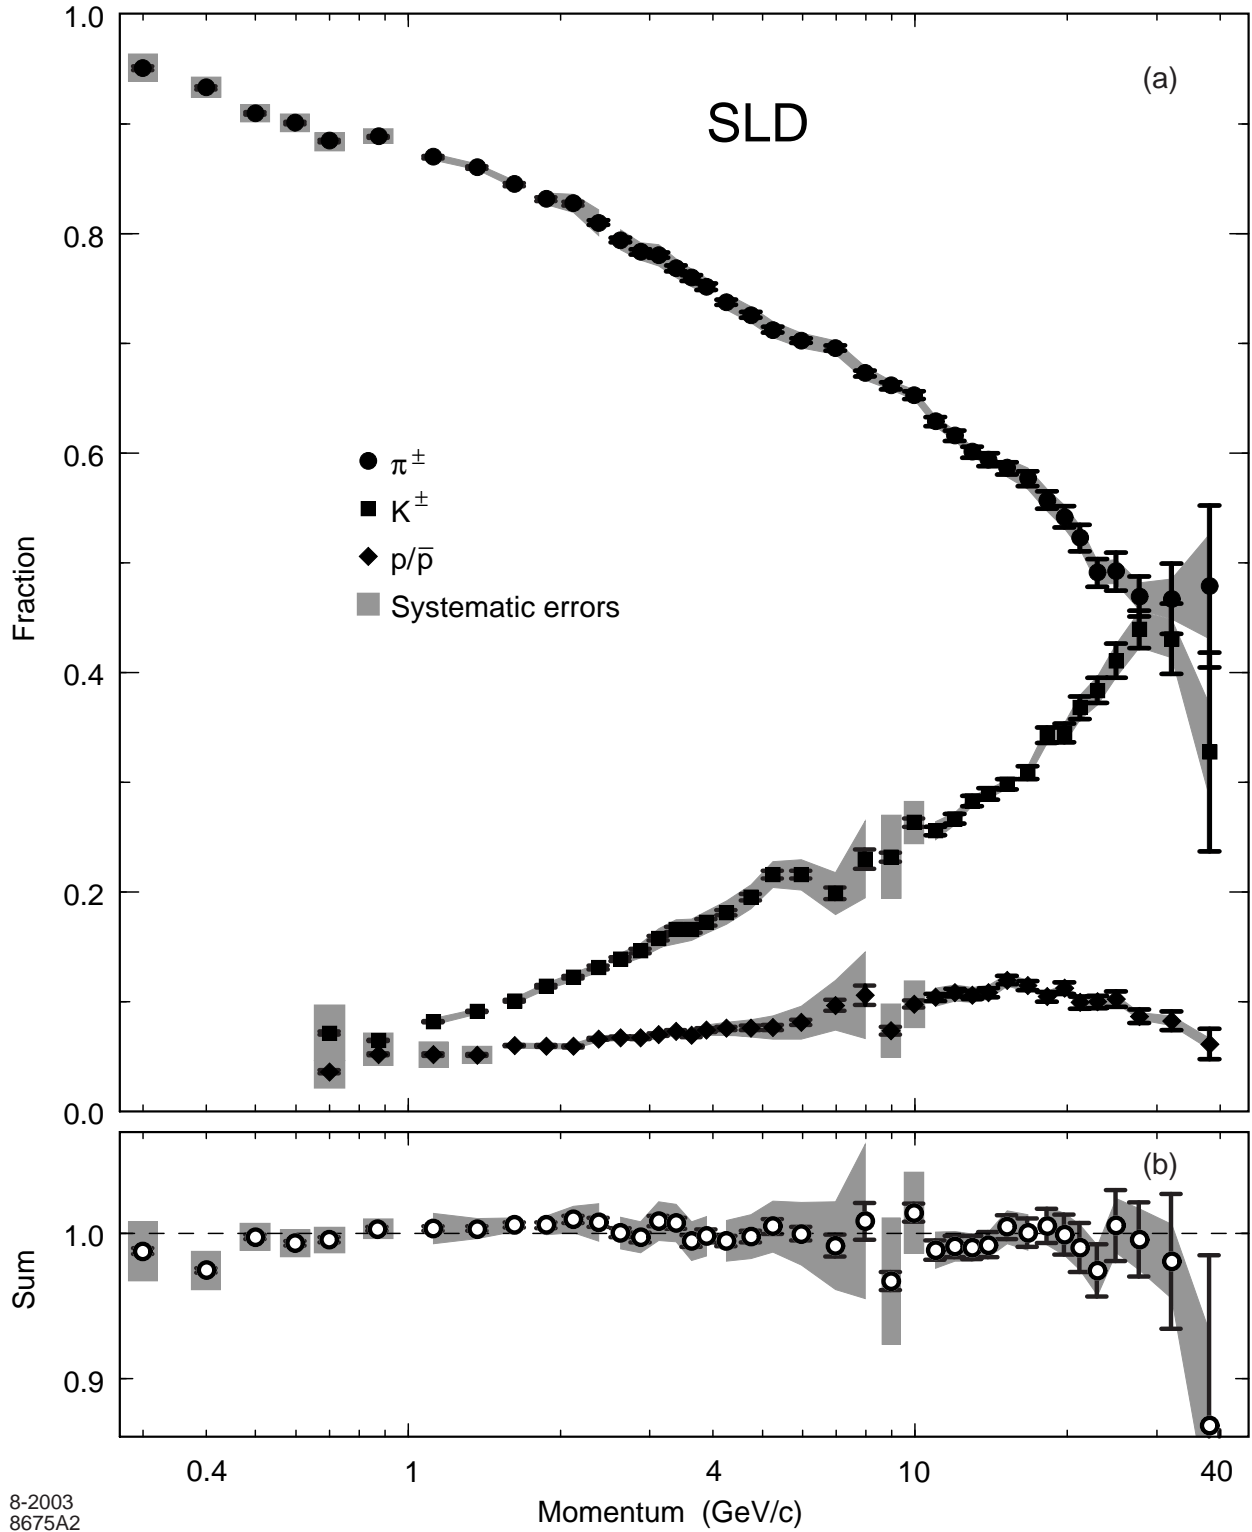 1.0
(a)
SLD
0.8
0.6
π±
K±
p/p̄
Systematic errors
Fraction
0.4
0.2
0.0
(b)
1.0
Sum
0.9
0.4 1 4 10 40
Momentum (GeV/c)
8-2003
8675A2